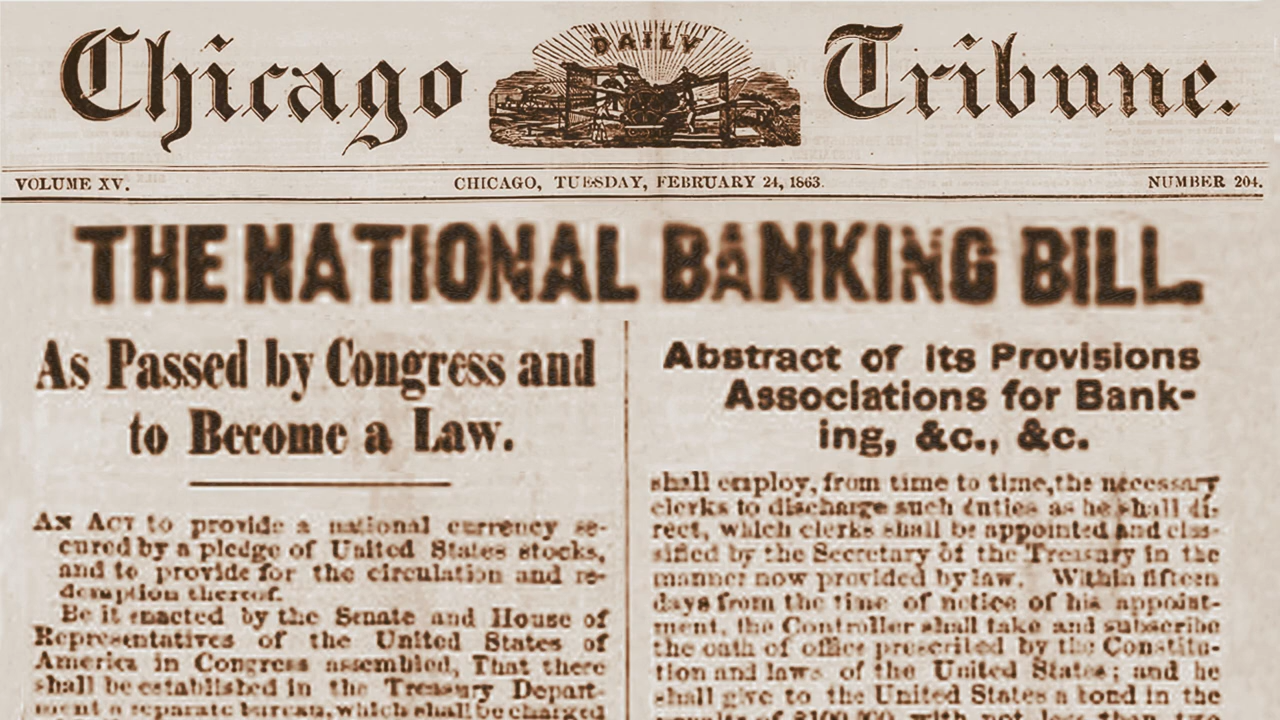 Chicago DAILY Tribune.
VOLUME XV. CHICAGO, TUESDAY, FEBRUARY 24, 1863. NUMBER 204.
THE NATIONAL BANKING BILL.
As Passed by Congress and
to Become a Law.
AN ACT to provide a national currency se-
cured by a pledge of United States stocks,
and to provide for the circulation and re-
demption thereof.
Be it enacted by the Senate and House of
Representatives of the United States of
America in Congress assembled, That there
shall be established in the Treasury Depart-
ment a separate bureau, which shall be charged
Abstract of its Provisions
Associations for Bank-
ing, &c., &c.
shall employ, from time to time, the necessary
clerks to discharge such duties as he shall di-
rect, which clerks shall be appointed and clas-
sified by the Secretary of the Treasury in the
manner now provided by law. Within fifteen
days from the time of notice of his appoint-
ment, the Controller shall take and subscribe
the oath of office prescribed by the Constitu-
tion and laws of the United States; and he
shall give to the United States a bond in the